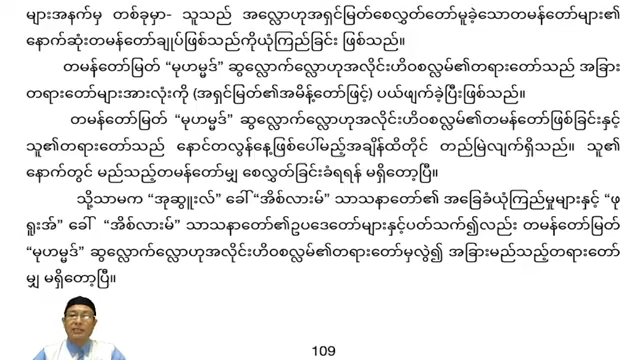 များအနက်မှ တစ်ခုမှာ- သူသည် အလ္လောဟ်အရှင်မြတ်စေလွှတ်တော်မူခဲ့သောတမန်တော်များ၏
နောက်ဆုံးတမန်တော်ချုပ်ဖြစ်သည်ကိုယုံကြည်ခြင်း ဖြစ်သည်။
တမန်တော်မြတ် “မုဟမ္မဒ်” ဆွလ္လောက်လ္လောဟုအလိုင်းဟိဝစလ္လမ်၏တရားတော်သည် အခြား
တရားတော်များအားလုံးကို (အရှင်မြတ်၏အမိန့်တော်ဖြင့်) ပယ်ဖျက်ခဲ့ပြီးဖြစ်သည်။
တမန်တော်မြတ် “မုဟမ္မဒ်” ဆွလ္လောက်လ္လောဟုအလိုင်းဟိဝစလ္လမ်၏တမန်တော်ဖြစ်ခြင်းနှင့်
သူ၏တရားတော်သည် နောင်တလွန်နေ့ဖြစ်ပေါ်မည့်အချိန်ထိတိုင် တည်မြဲလျက်ရှိသည်။ သူ၏
နောက်တွင် မည်သည့်တမန်တော်မျှ စေလွှတ်ခြင်းခံရရန် မရှိတော့ပြီ။
သို့သာမက “အုဆွူးလ်” ခေါ် “အိစ်လားမ်” သာသနာတော်၏ အခြေခံယုံကြည်မှုများနှင့် “ဖု
ရူးအ်” ခေါ် “အိစ်လားမ်” သာသနာတော်၏ဥပဒေတော်များနှင့်ပတ်သက်၍လည်း တမန်တော်မြတ်
“မုဟမ္မဒ်” ဆွလ္လောက်လ္လောဟုအလိုင်းဟိဝစလ္လမ်၏တရားတော်မှလွဲ၍ အခြားမည်သည့်တရားတော်
မျှ မရှိတော့ပြီ။
109